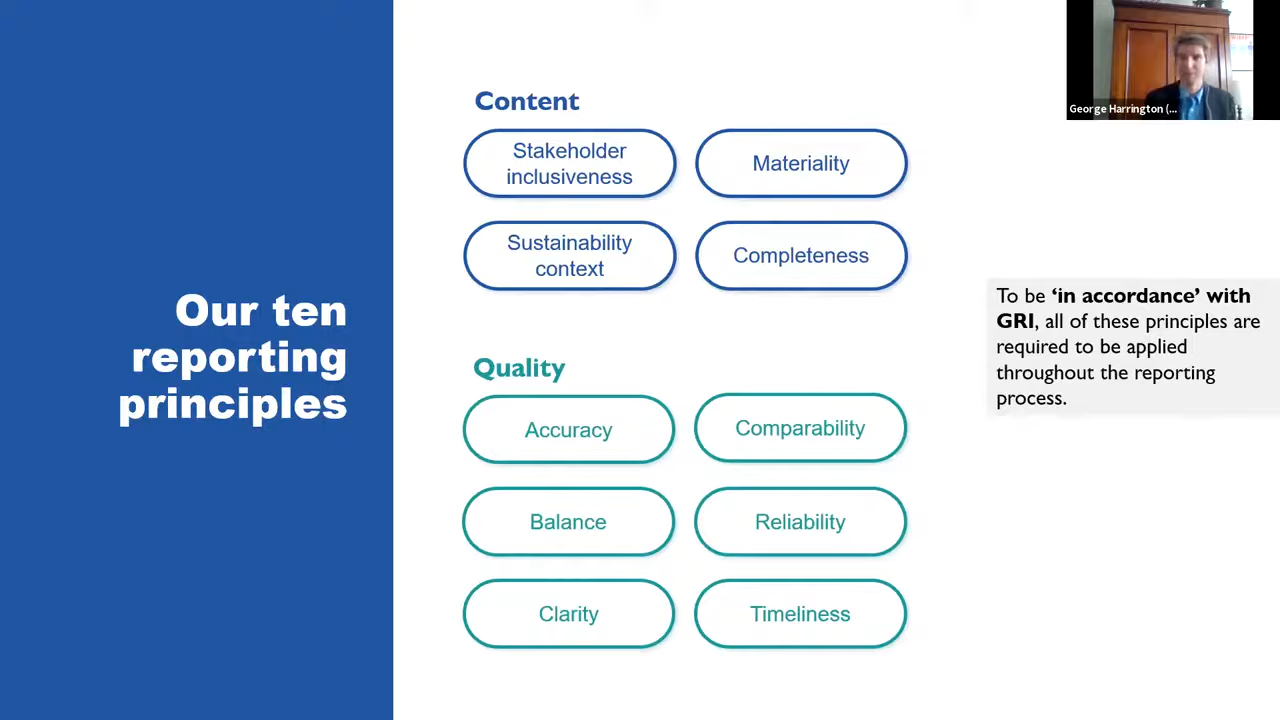 George Harrington (...
Our ten
reporting
principles
Content
Stakeholder
inclusiveness
Materiality
Sustainability
context
Completeness
Quality
Accuracy
Comparability
Balance
Reliability
Clarity
Timeliness
To be ‘in accordance’ with
GRI, all of these principles are
required to be applied
throughout the reporting
process.